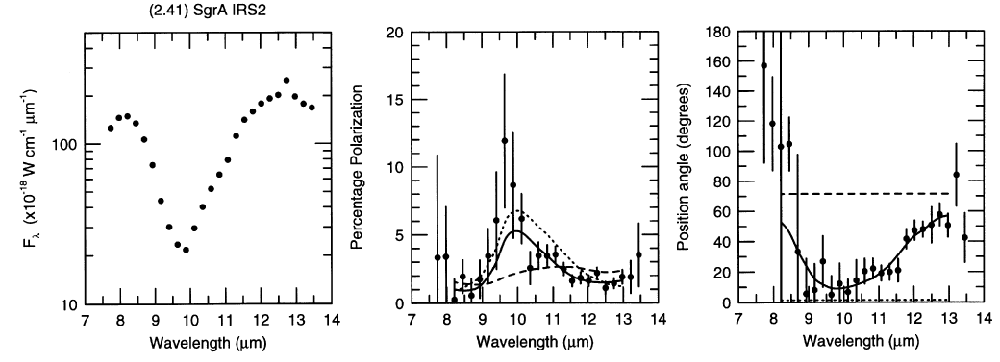 (2.41) SgrA IRS2
Fλ (x10⁻¹⁸ W cm⁻¹ μm⁻¹)
100
10
7 8 9 10 11 12 13 14
Wavelength (μm)
Percentage Polarization
20
15
10
5
0
7 8 9 10 11 12 13 14
Wavelength (μm)
Position angle (degrees)
180
160
140
120
100
80
60
40
20
0
7 8 9 10 11 12 13 14
Wavelength (μm)